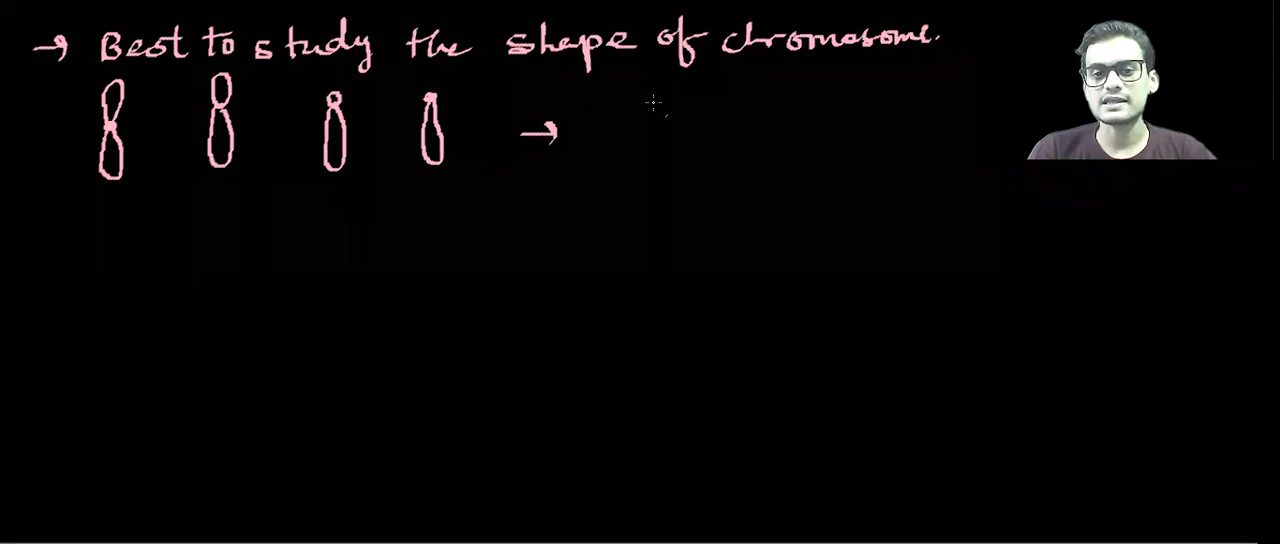 → Best to study the shape of chromosome.
→